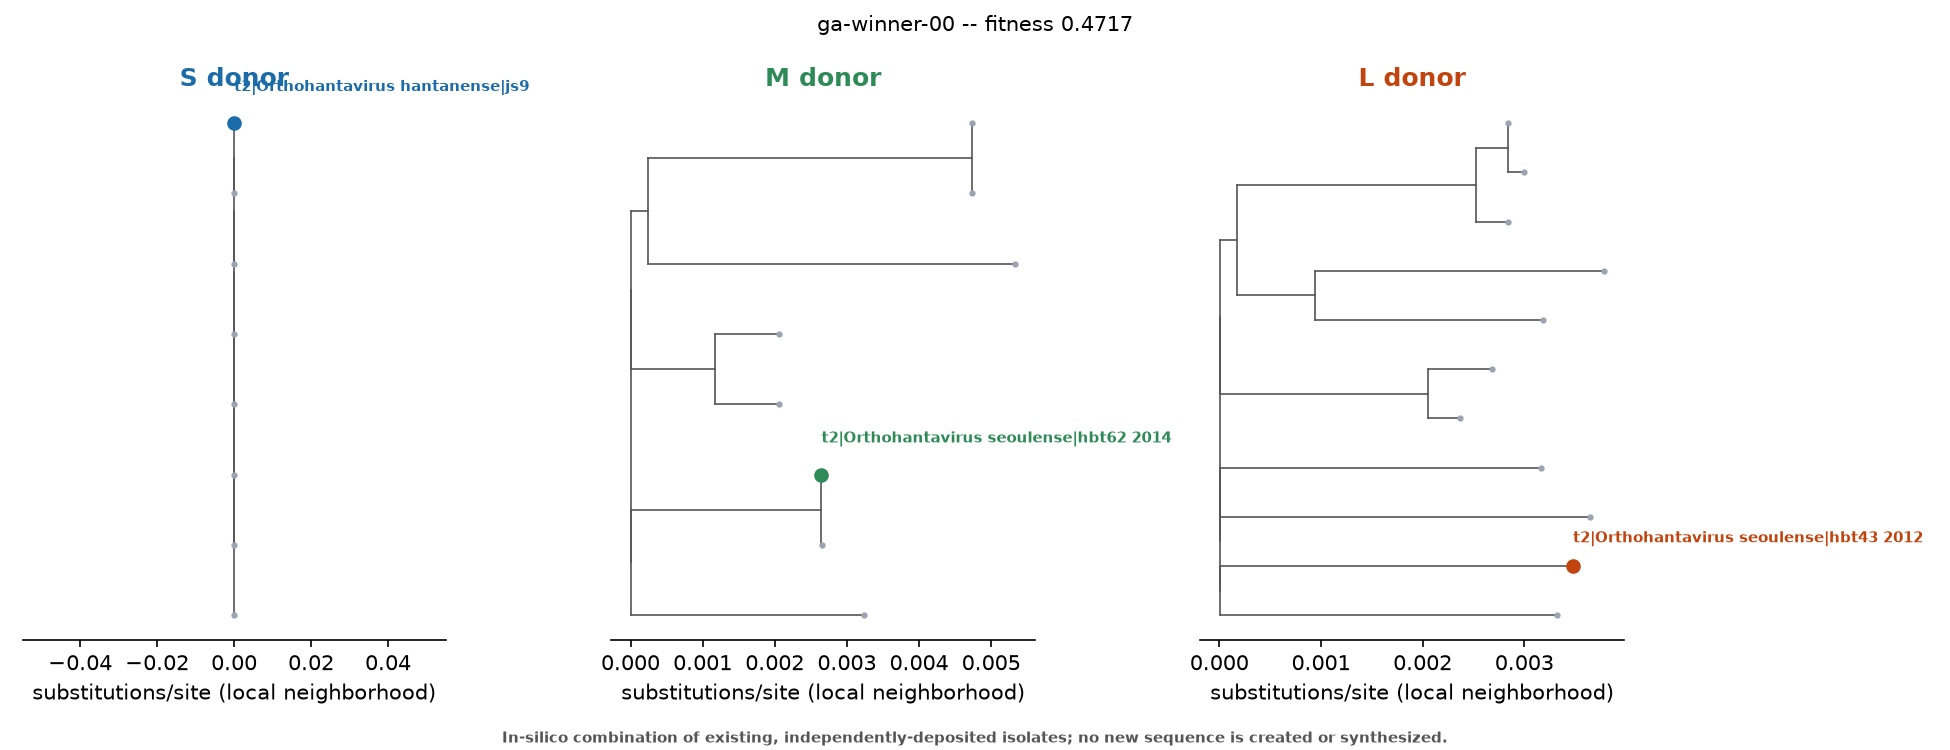 ga-winner-00 -- fitness 0.4717
S donor
t2|Orthohantavirus hantanense|js9
M donor
L donor
t2|Orthohantavirus seoulense|hbt62 2014
t2|Orthohantavirus seoulense|hbt43 2012
−0.04 −0.02 0.00 0.02 0.04
substitutions/site (local neighborhood)
0.000 0.001 0.002 0.003 0.004 0.005
substitutions/site (local neighborhood)
0.000 0.001 0.002 0.003
substitutions/site (local neighborhood)
In-silico combination of existing, independently-deposited isolates; no new sequence is created or synthesized.